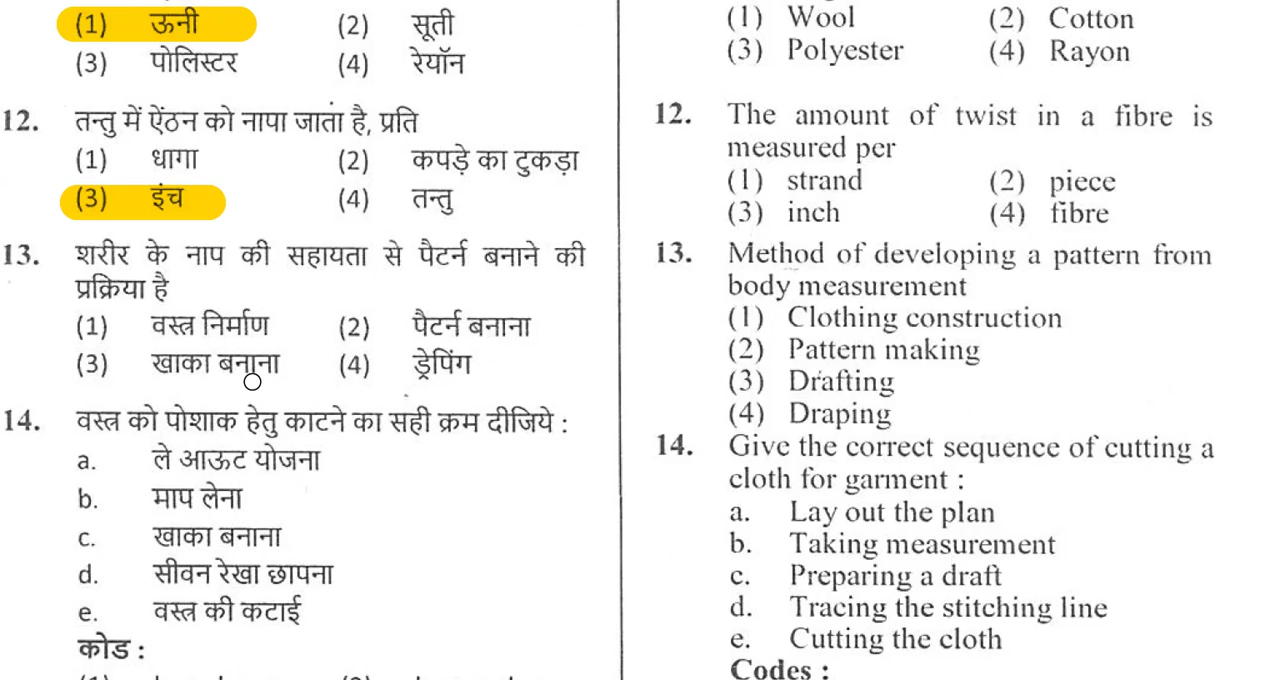 (1) ऊनी (2) सूती
(3) पोलिस्टर (4) रेयॉन
12. तन्तु में ऐंठन को नापा जाता है, प्रति
(1) धागा (2) कपड़े का टुकड़ा
(3) इंच (4) तन्तु
13. शरीर के नाप की सहायता से पैटर्न बनाने की
प्रक्रिया है
(1) वस्त्र निर्माण (2) पैटर्न बनाना
(3) खाका बनाना (4) ड्रेपिंग
14. वस्त्र को पोशाक हेतु काटने का सही क्रम दीजिये :
a. ले आऊट योजना
b. माप लेना
c. खाका बनाना
d. सीवन रेखा छापना
e. वस्त्र की कटाई
कोड :
(1) Wool (2) Cotton
(3) Polyester (4) Rayon
12. The amount of twist in a fibre is
measured per
(1) strand (2) piece
(3) inch (4) fibre
13. Method of developing a pattern from
body measurement
(1) Clothing construction
(2) Pattern making
(3) Drafting
(4) Draping
14. Give the correct sequence of cutting a
cloth for garment :
a. Lay out the plan
b. Taking measurement
c. Preparing a draft
d. Tracing the stitching line
e. Cutting the cloth
Codes :